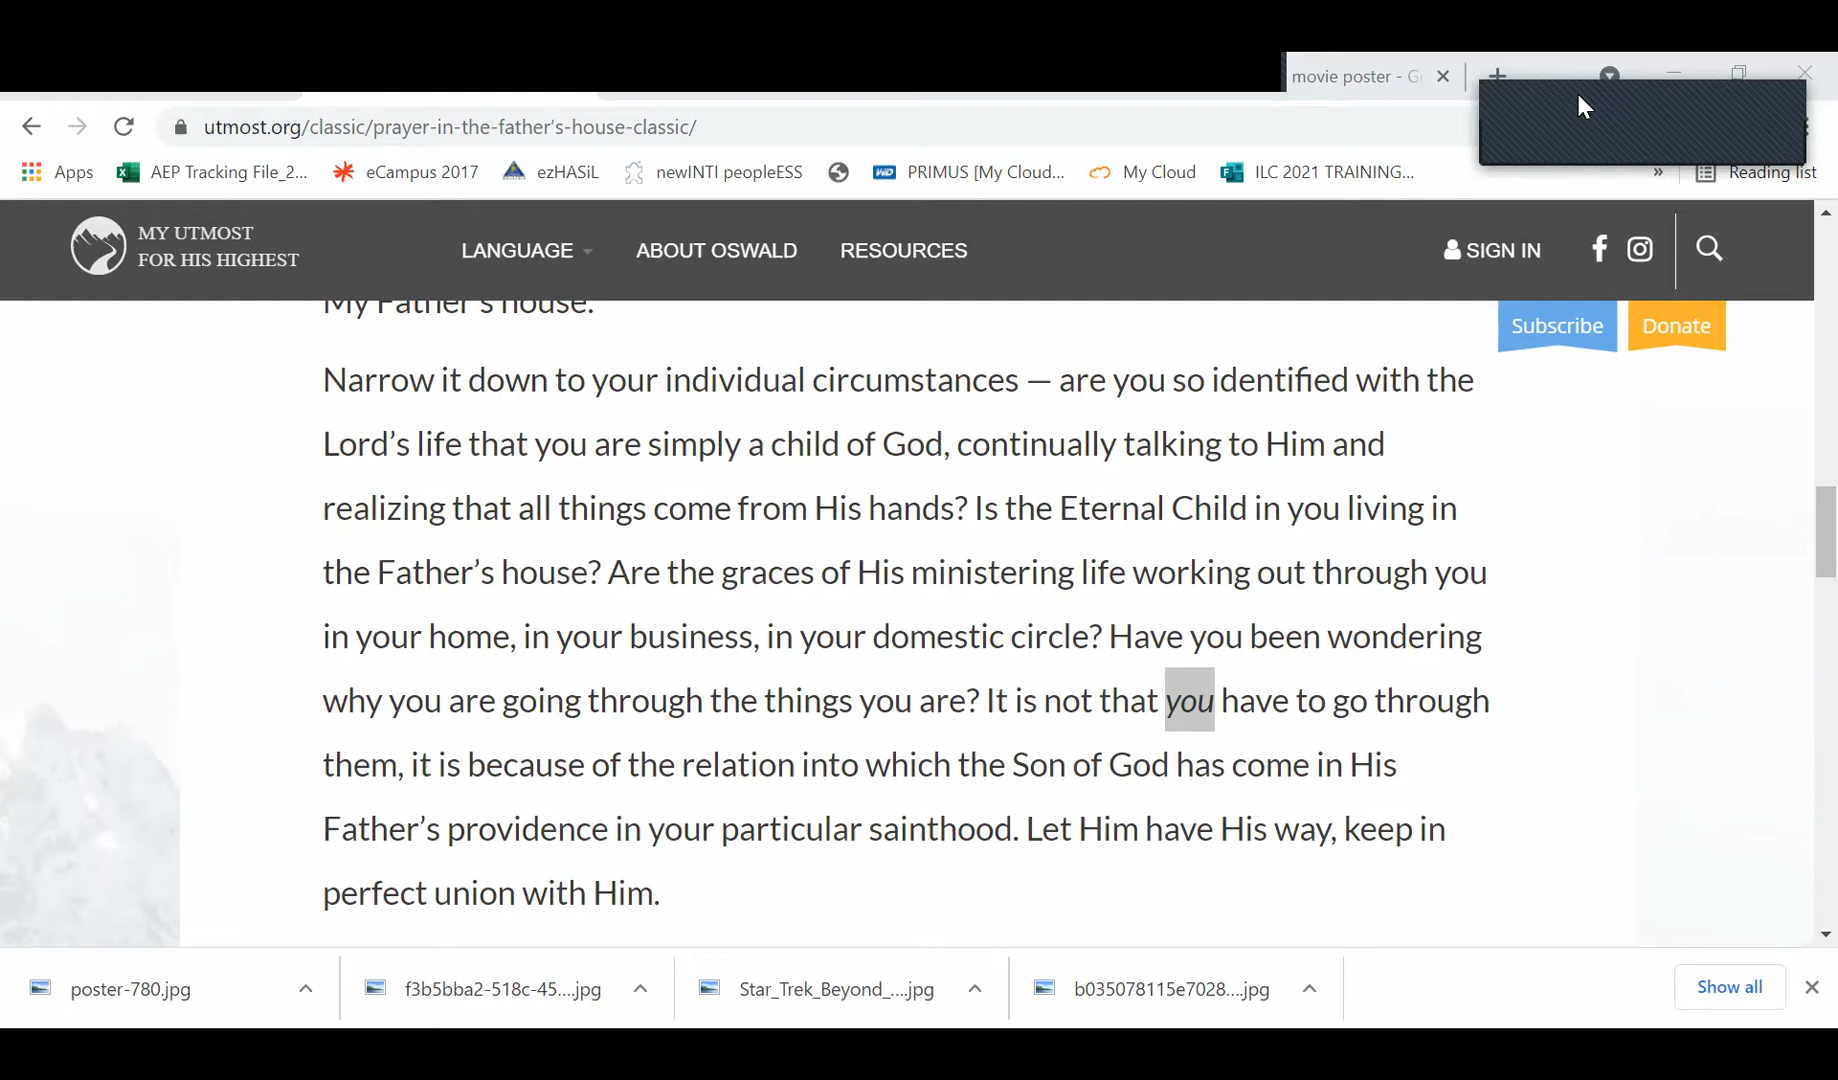 movie poster - G
utmost.org/classic/prayer-in-the-father's-house-classic/
Apps AEP Tracking File_2... eCampus 2017 ezHASiL newINTI peopleESS PRIMUS [My Cloud... My Cloud ILC 2021 TRAINING... » Reading list
MY UTMOST
FOR HIS HIGHEST
LANGUAGE ABOUT OSWALD RESOURCES SIGN IN
My Father's house.
Subscribe Donate
Narrow it down to your individual circumstances — are you so identified with the
Lord's life that you are simply a child of God, continually talking to Him and
realizing that all things come from His hands? Is the Eternal Child in you living in
the Father's house? Are the graces of His ministering life working out through you
in your home, in your business, in your domestic circle? Have you been wondering
why you are going through the things you are? It is not that you have to go through
them, it is because of the relation into which the Son of God has come in His
Father's providence in your particular sainthood. Let Him have His way, keep in
perfect union with Him.
poster-780.jpg f3b5bba2-518c-45....jpg Star_Trek_Beyond_....jpg b035078115e7028....jpg Show all